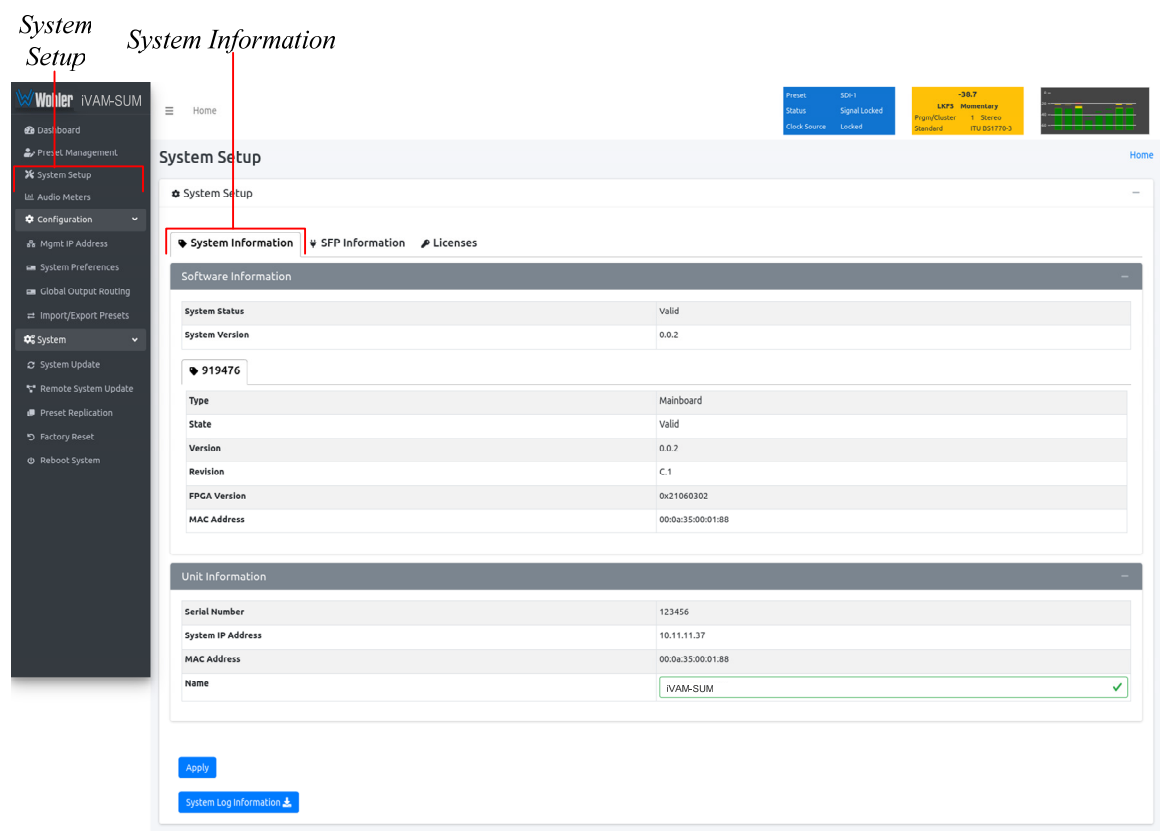 System
Setup
System Information
Wohler iVAM-SUM
Home
Preset SDI-1
Status Signal Locked
Clock Source Locked
-38.7
LKFS Momentary
Prgm/Cluster 1 Stereo
Standard ITU BS1770-3
Dashboard
Preset Management
System Setup
Audio Meters
Configuration
Mgmt IP Address
System Preferences
Global Output Routing
Import/Export Presets
System
System Update
Remote System Update
Preset Replication
Factory Reset
Reboot System
System Setup
Home
System Setup
System Information SFP Information Licenses
Software Information
System Status Valid
System Version 0.0.2
919476
Type Mainboard
State Valid
Version 0.0.2
Revision C.1
FPGA Version 0x21060302
MAC Address 00:0a:35:00:01:88
Unit Information
Serial Number 123456
System IP Address 10.11.11.37
MAC Address 00:0a:35:00:01:88
Name iVAM-SUM
Apply
System Log Information